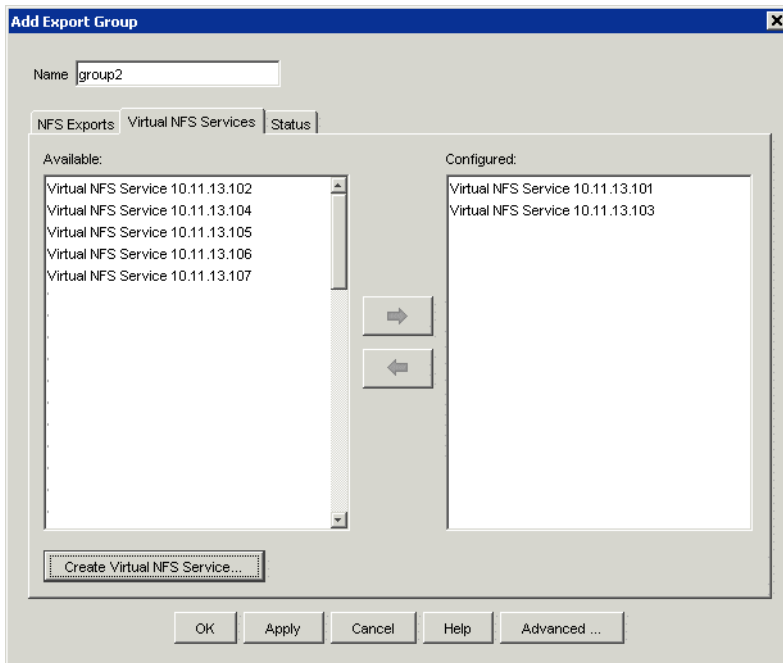 Add Export Group
Name group2
NFS Exports Virtual NFS Services Status
Available:
Virtual NFS Service 10.11.13.102
Virtual NFS Service 10.11.13.104
Virtual NFS Service 10.11.13.105
Virtual NFS Service 10.11.13.106
Virtual NFS Service 10.11.13.107
Configured:
Virtual NFS Service 10.11.13.101
Virtual NFS Service 10.11.13.103
Create Virtual NFS Service...
OK Apply Cancel Help Advanced ...